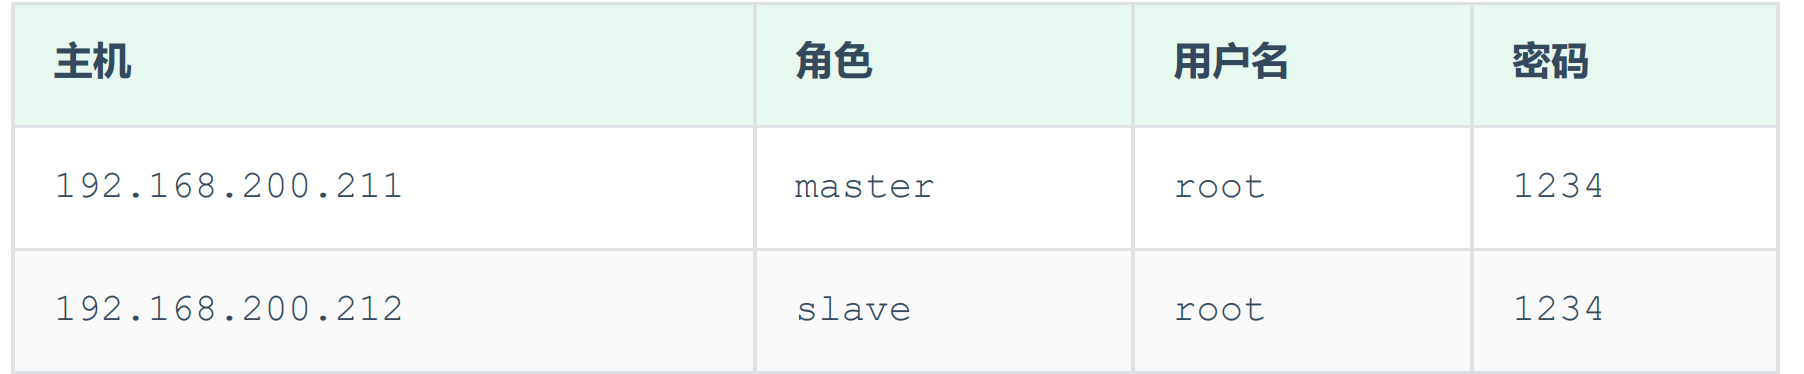 主机 角色 用户名 密码
192.168.200.211 master root 1234
192.168.200.212 slave root 1234